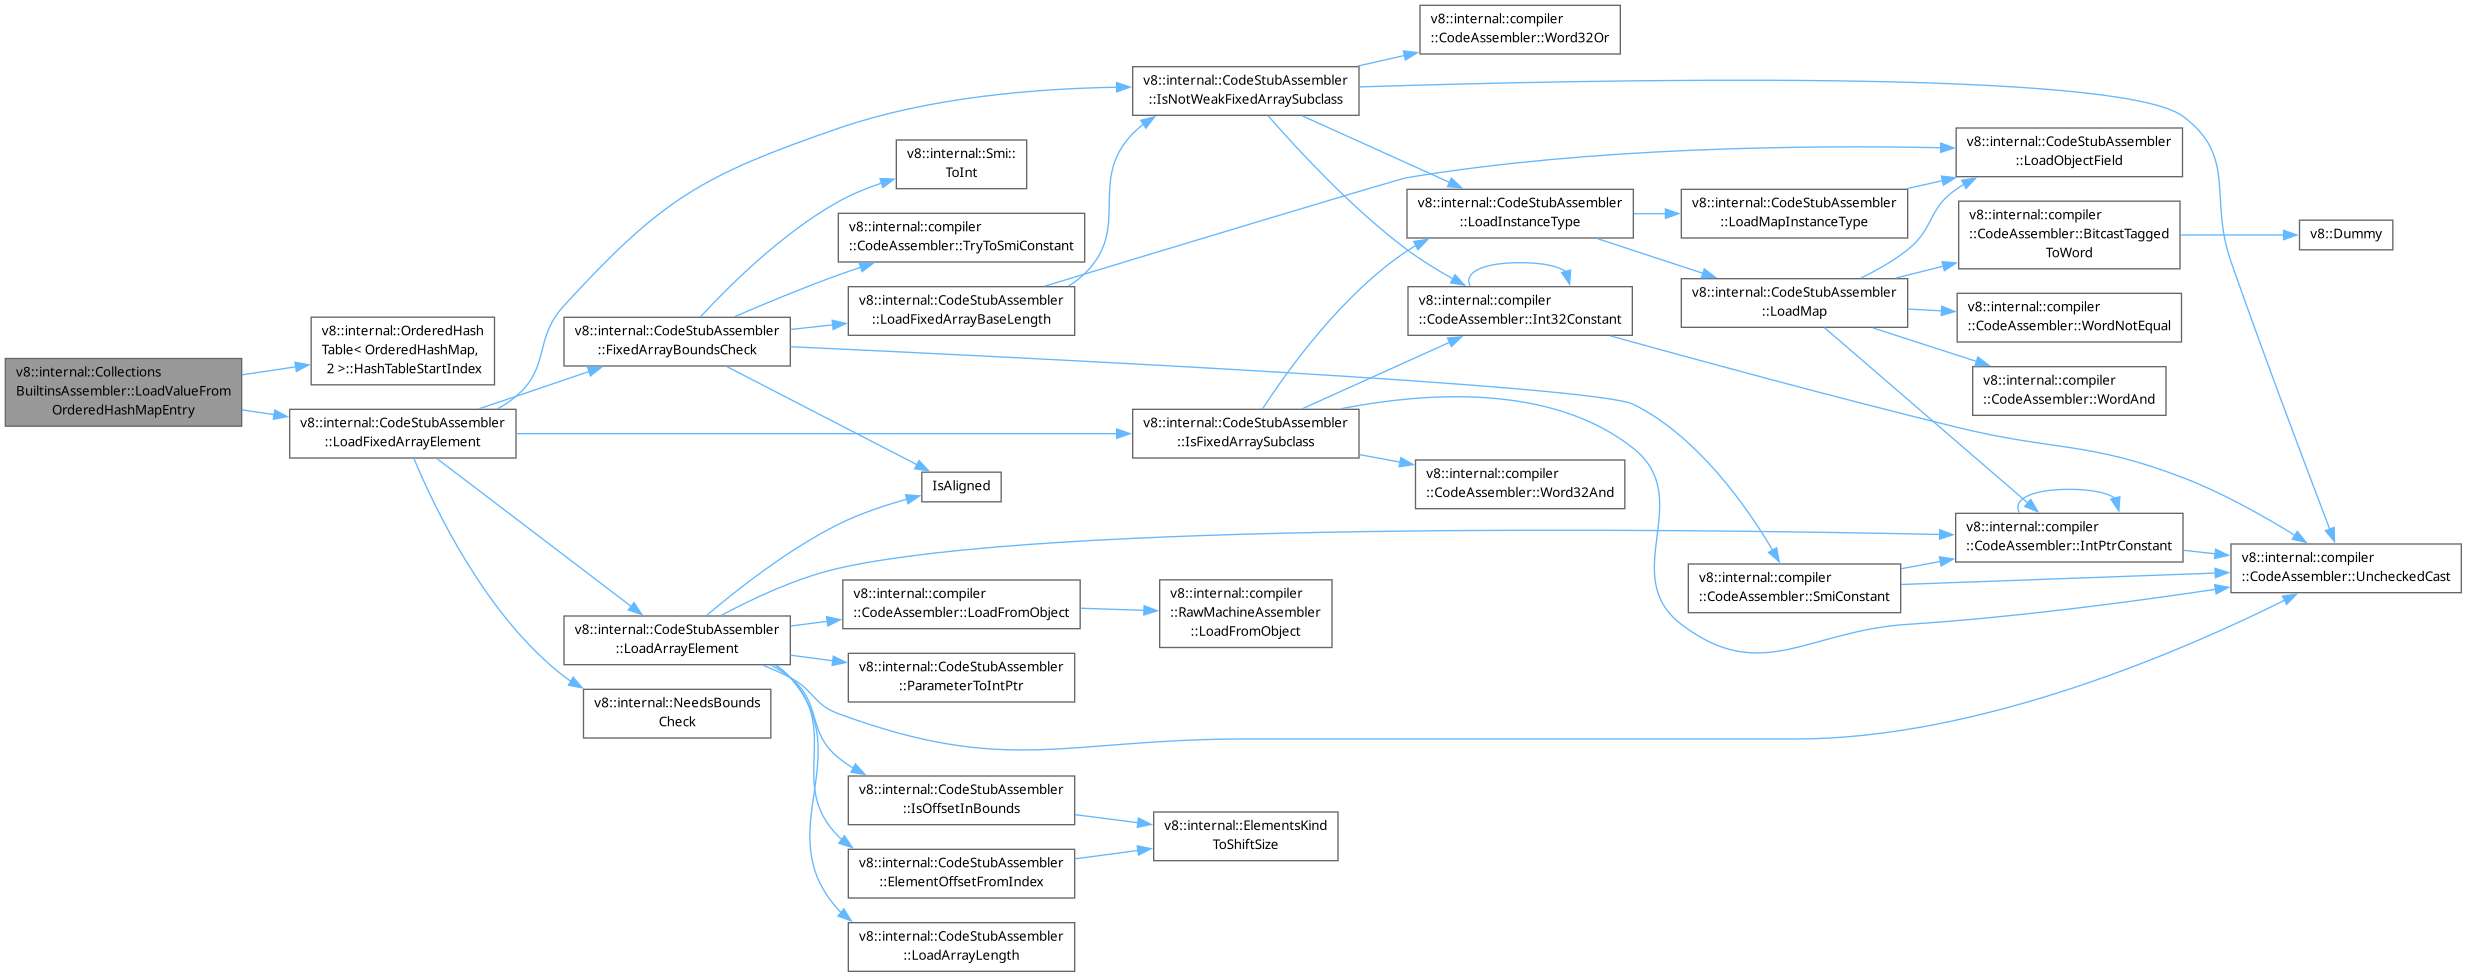 v8::internal::Collections
BuiltinsAssembler::LoadValueFrom
OrderedHashMapEntry
v8::internal::OrderedHash
Table< OrderedHashMap,
2 >::HashTableStartIndex
v8::internal::CodeStubAssembler
::LoadFixedArrayElement
v8::internal::CodeStubAssembler
::FixedArrayBoundsCheck
v8::internal::CodeStubAssembler
::LoadArrayElement
v8::internal::NeedsBounds
Check
v8::internal::Smi::
ToInt
v8::internal::compiler
::CodeAssembler::TryToSmiConstant
v8::internal::CodeStubAssembler
::LoadFixedArrayBaseLength
IsAligned
v8::internal::compiler
::CodeAssembler::LoadFromObject
v8::internal::CodeStubAssembler
::ParameterToIntPtr
v8::internal::CodeStubAssembler
::IsOffsetInBounds
v8::internal::CodeStubAssembler
::ElementOffsetFromIndex
v8::internal::CodeStubAssembler
::LoadArrayLength
v8::internal::CodeStubAssembler
::IsNotWeakFixedArraySubclass
v8::internal::CodeStubAssembler
::IsFixedArraySubclass
v8::internal::compiler
::RawMachineAssembler
::LoadFromObject
v8::internal::ElementsKind
ToShiftSize
v8::internal::compiler
::CodeAssembler::Word32Or
v8::internal::CodeStubAssembler
::LoadInstanceType
v8::internal::compiler
::CodeAssembler::Int32Constant
v8::internal::compiler
::CodeAssembler::Word32And
v8::internal::CodeStubAssembler
::LoadMapInstanceType
v8::internal::CodeStubAssembler
::LoadMap
v8::internal::compiler
::CodeAssembler::SmiConstant
v8::internal::CodeStubAssembler
::LoadObjectField
v8::internal::compiler
::CodeAssembler::BitcastTagged
ToWord
v8::internal::compiler
::CodeAssembler::WordNotEqual
v8::internal::compiler
::CodeAssembler::WordAnd
v8::internal::compiler
::CodeAssembler::IntPtrConstant
v8::Dummy
v8::internal::compiler
::CodeAssembler::UncheckedCast